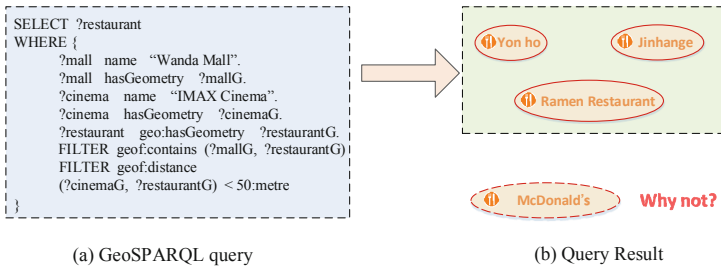 SELECT ?restaurant
WHERE {
?mall name “Wanda Mall”.
?mall hasGeometry ?mallG.
?cinema name “IMAX Cinema”.
?cinema hasGeometry ?cinemaG.
?restaurant geo:hasGeometry ?restaurantG.
FILTER geof:contains (?mallG, ?restaurantG)
FILTER geof:distance
(?cinemaG, ?restaurantG) < 50:metre
}
(a) GeoSPARQL query
Yon ho
Jinhange
Ramen Restaurant
McDonald's
Why not?
(b) Query Result